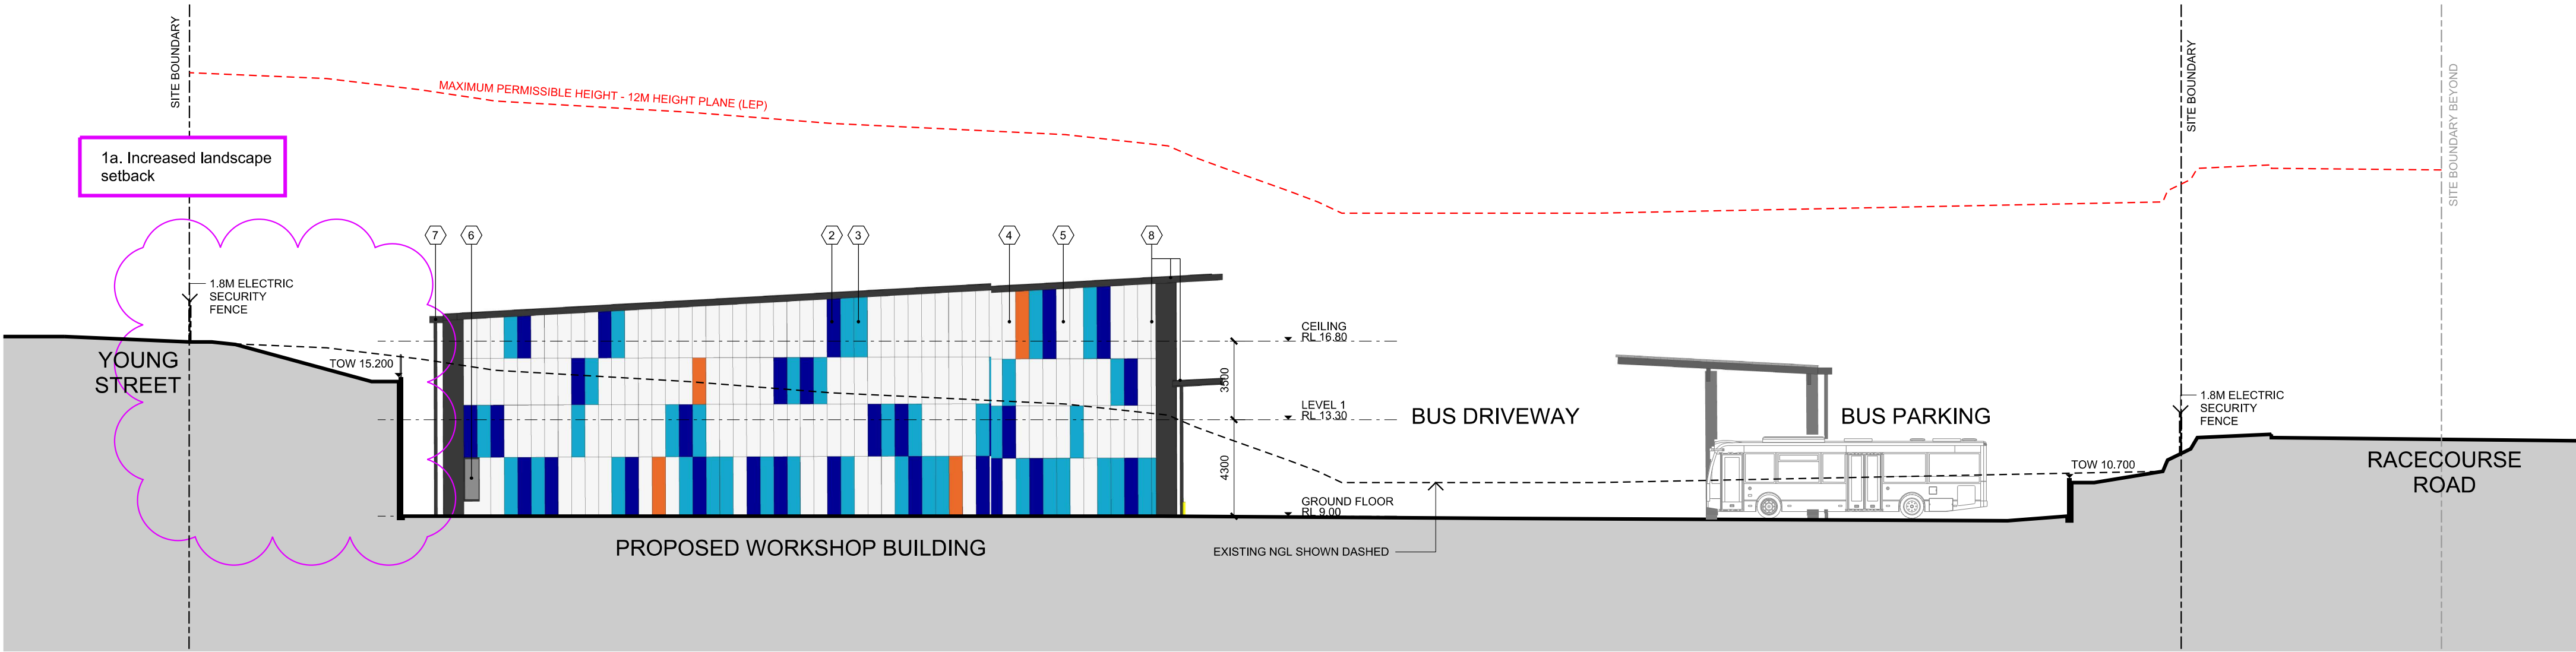 SITE BOUNDARY
SITE BOUNDARY
SITE BOUNDARY BEYOND
MAXIMUM PERMISSIBLE HEIGHT - 12M HEIGHT PLANE (LEP)
1a. Increased landscape
setback
7
6
2
3
4
5
8
1.8M ELECTRIC
SECURITY
FENCE
YOUNG
STREET
TOW 15.200
CEILING
RL 16.80
3500
LEVEL 1
RL 13.30
4300
GROUND FLOOR
RL 9.00
BUS DRIVEWAY
BUS PARKING
1.8M ELECTRIC
SECURITY
FENCE
TOW 10.700
RACECOURSE
ROAD
PROPOSED WORKSHOP BUILDING
EXISTING NGL SHOWN DASHED